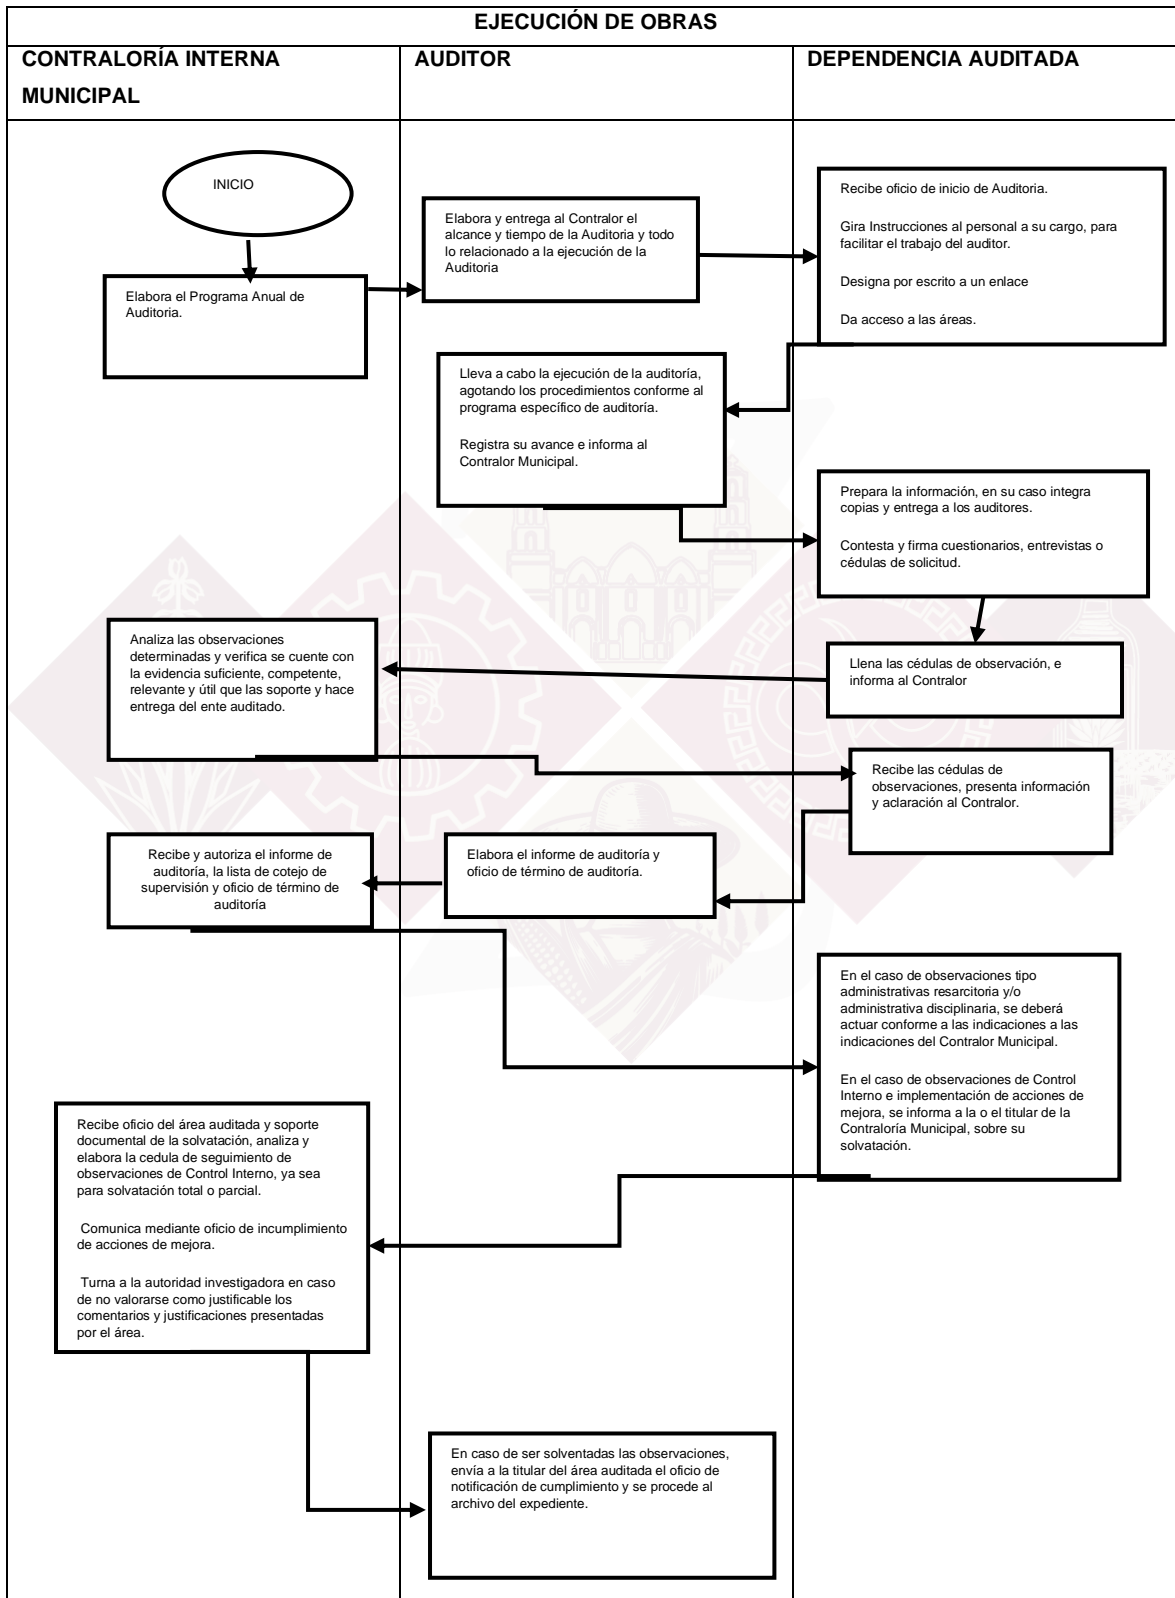 EJECUCIÓN DE OBRAS
CONTRALORÍA INTERNA
MUNICIPAL
AUDITOR
DEPENDENCIA AUDITADA
INICIO
Elabora el Programa Anual de
Auditoria.
Elabora y entrega al Contralor el
alcance y tiempo de la Auditoria y todo
lo relacionado a la ejecución de la
Auditoria
Recibe oficio de inicio de Auditoria.
Gira Instrucciones al personal a su cargo, para
facilitar el trabajo del auditor.
Designa por escrito a un enlace
Da acceso a las áreas.
Lleva a cabo la ejecución de la auditoría,
agotando los procedimientos conforme al
programa específico de auditoría.
Registra su avance e informa al
Contralor Municipal.
Prepara la información, en su caso integra
copias y entrega a los auditores.
Contesta y firma cuestionarios, entrevistas o
cédulas de solicitud.
Llena las cédulas de observación, e
informa al Contralor
Analiza las observaciones
determinadas y verifica se cuente con
la evidencia suficiente, competente,
relevante y útil que las soporte y hace
entrega del ente auditado.
Recibe las cédulas de
observaciones, presenta información
y aclaración al Contralor.
Elabora el informe de auditoría y
oficio de término de auditoría.
Recibe y autoriza el informe de
auditoría, la lista de cotejo de
supervisión y oficio de término de
auditoría
En el caso de observaciones tipo
administrativas resarcitoria y/o
administrativa disciplinaria, se deberá
actuar conforme a las indicaciones a las
indicaciones del Contralor Municipal.
En el caso de observaciones de Control
Interno e implementación de acciones de
mejora, se informa a la o el titular de la
Contraloría Municipal, sobre su
solvatación.
Recibe oficio del área auditada y soporte
documental de la solvatación, analiza y
elabora la cedula de seguimiento de
observaciones de Control Interno, ya sea
para solvatación total o parcial.
Comunica mediante oficio de incumplimiento
de acciones de mejora.
Turna a la autoridad investigadora en caso
de no valorarse como justificable los
comentarios y justificaciones presentadas
por el área.
En caso de ser solventadas las observaciones,
envía a la titular del área auditada el oficio de
notificación de cumplimiento y se procede al
archivo del expediente.